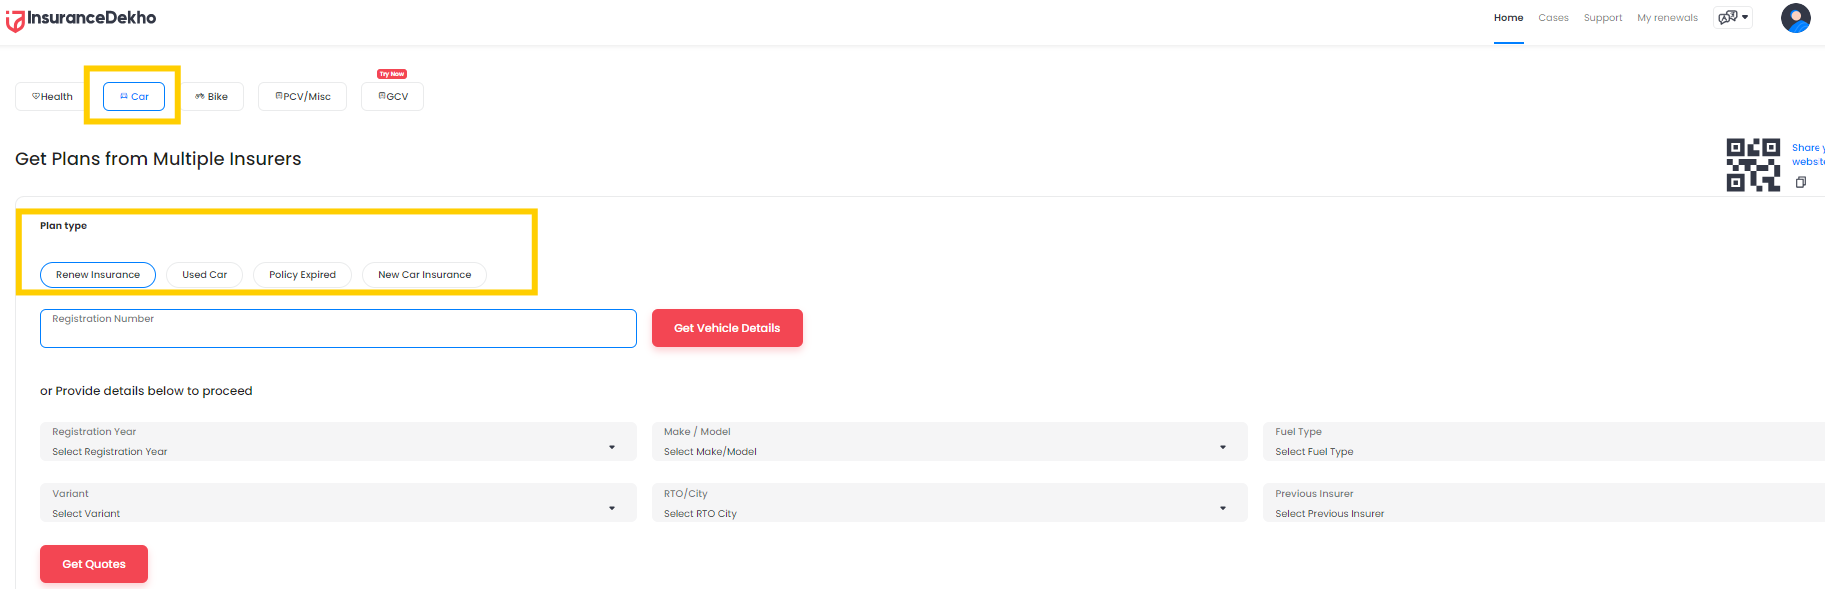 InsuranceDekho
Home Cases Support My renewals
Try Now
Health Car Bike PCV/Misc GCV
Get Plans from Multiple Insurers
Share
Plan type
Renew Insurance Used Car Policy Expired New Car Insurance
Registration Number
Get Vehicle Details
or Provide details below to proceed
Registration Year Make / Model Fuel Type
Select Registration Year Select Make/Model Select Fuel Type
Variant RTO/City Previous Insurer
Select Variant Select RTO City Select Previous Insurer
Get Quotes